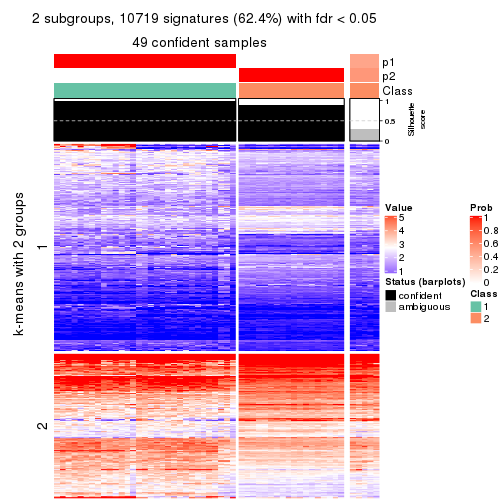 2 subgroups, 10719 signatures (62.4%) with fdr < 0.05
49 confident samples
p1
p2
Class
1
0.5
0
Silhouette
score
k-means with 2 groups
1
2
Value
5
4
3
2
1
Status (barplots)
confident
ambiguous
Prob
1
0.8
0.6
0.4
0.2
0
Class
1
2